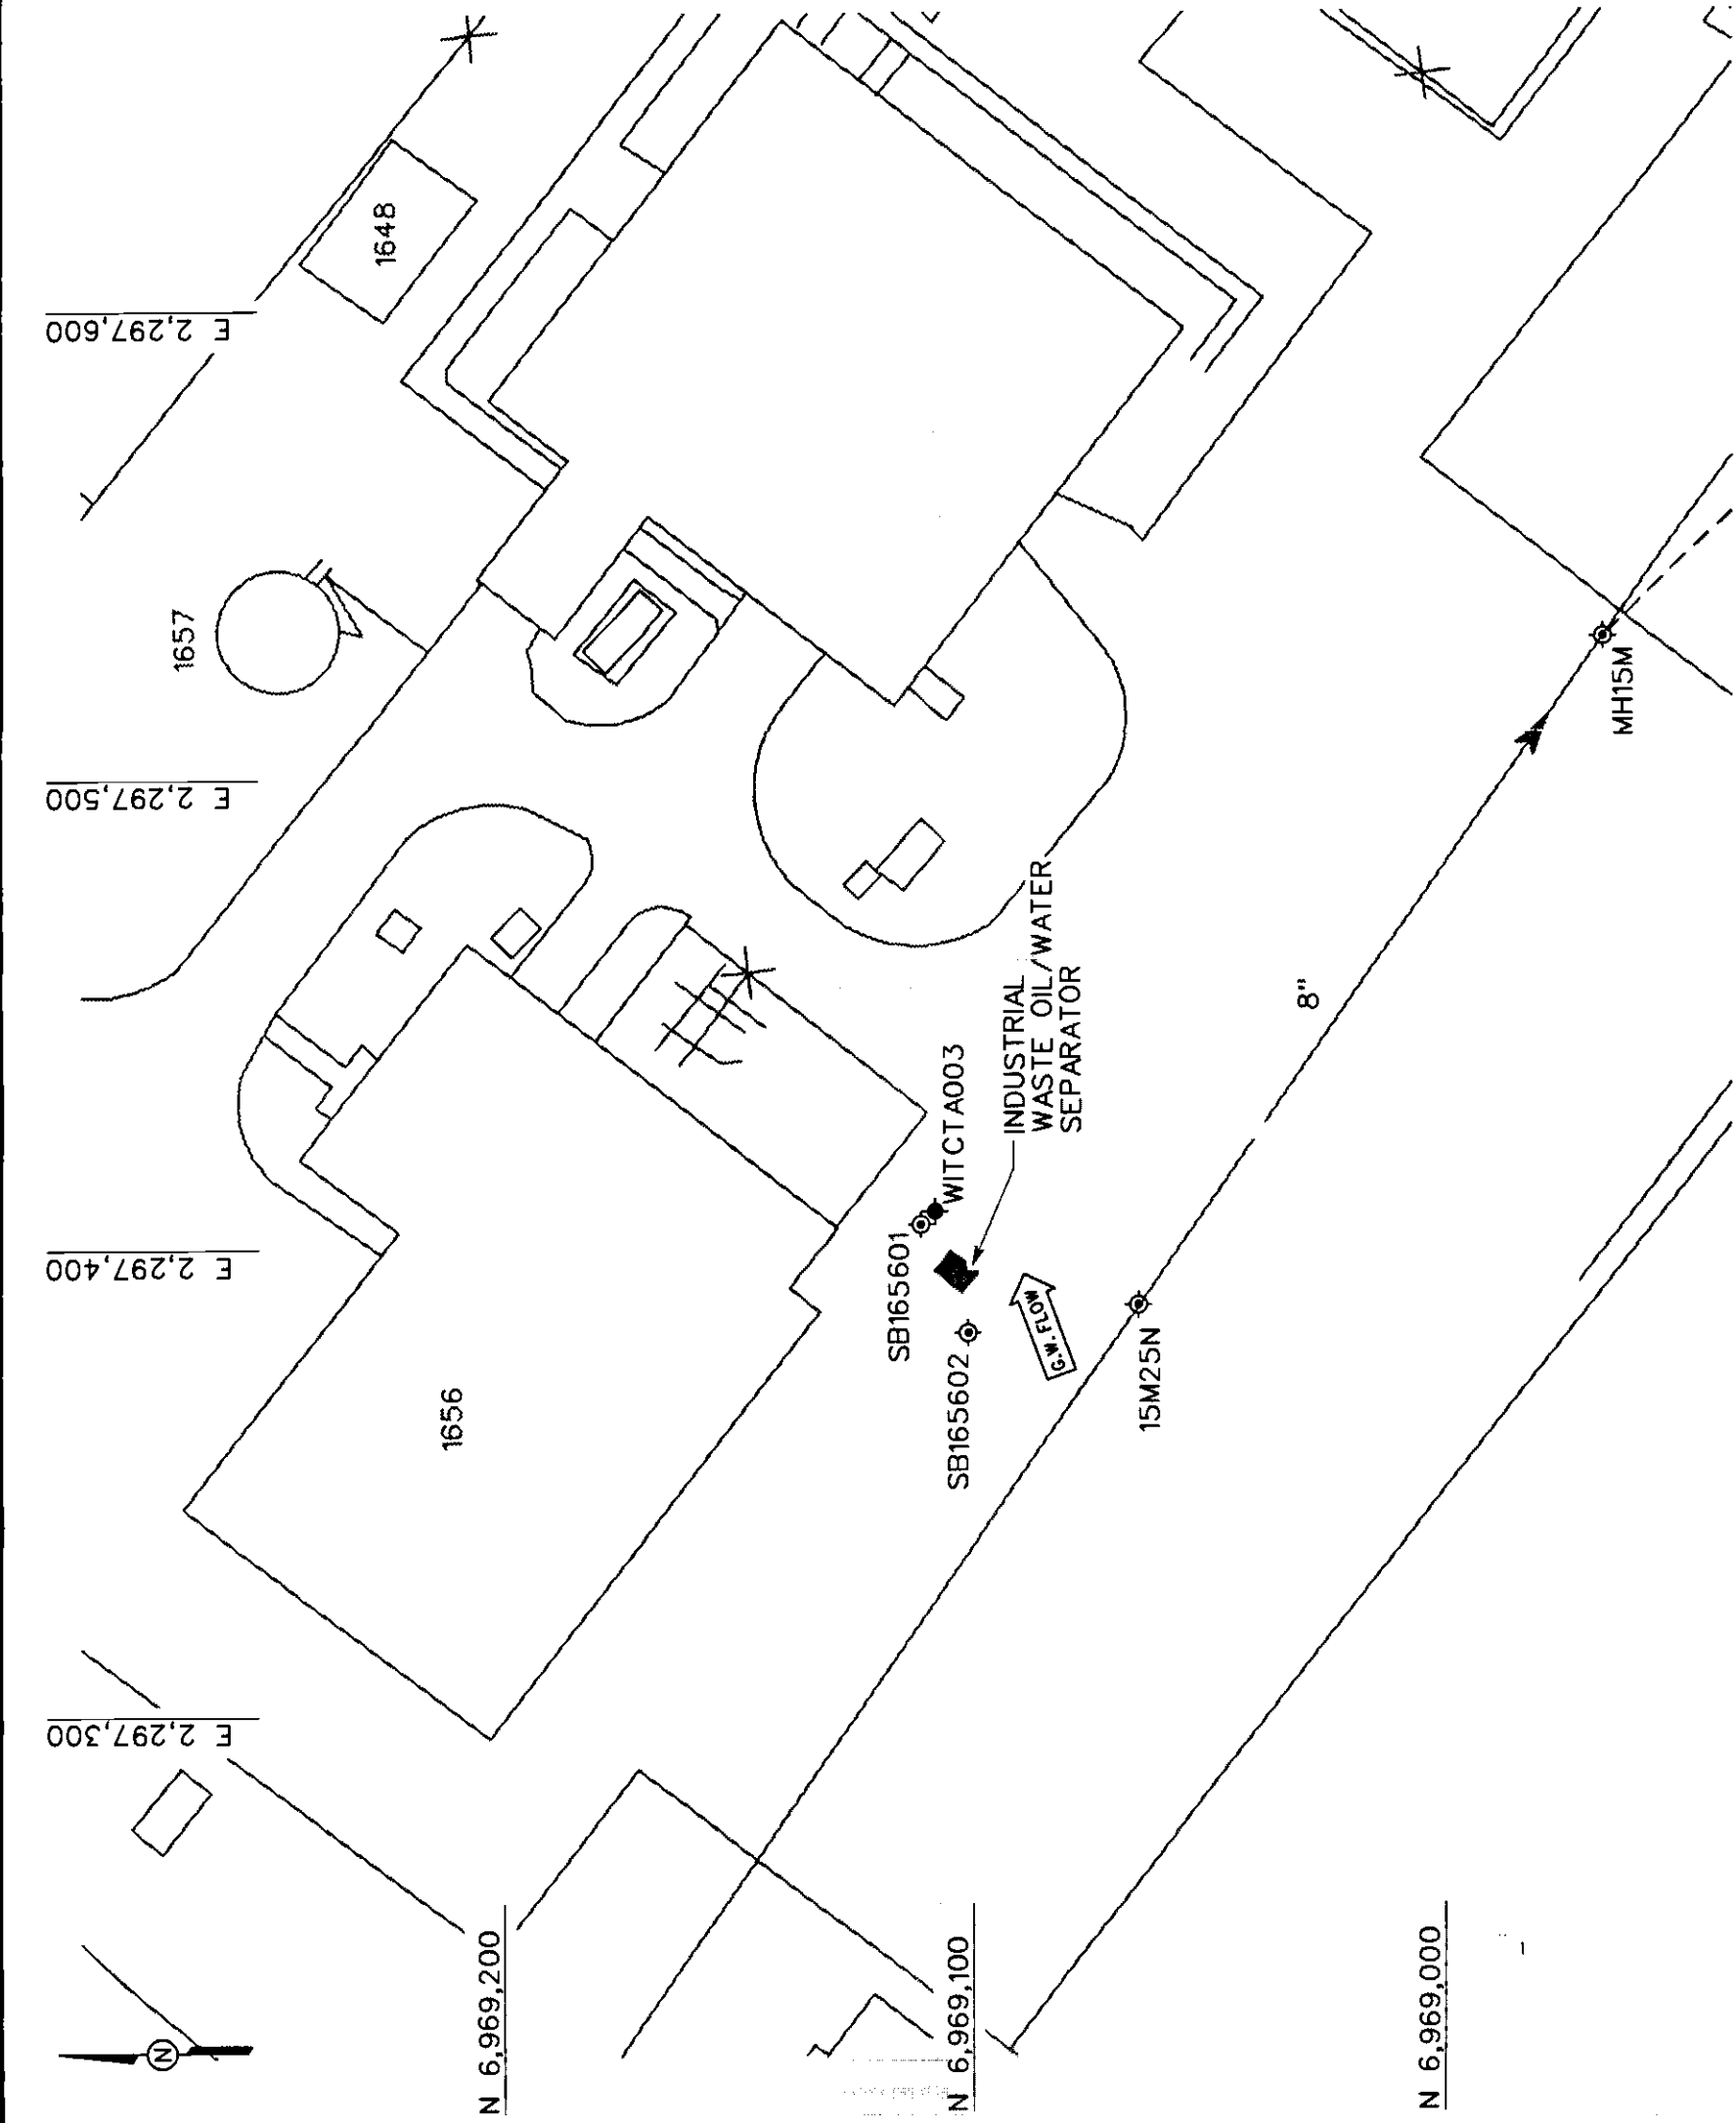 E 2,297,600
1648
1657
E 2,297,500
E 2,297,400
INDUSTRIAL
WASTE OIL/WATER
SEPARATOR
WITCTA003
SB165601
SB165602
G.W. FLOW
15M25N
8"
MH15M
1656
E 2,297,300
N
N 6,969,200
N 6,969,100
N 6,969,000